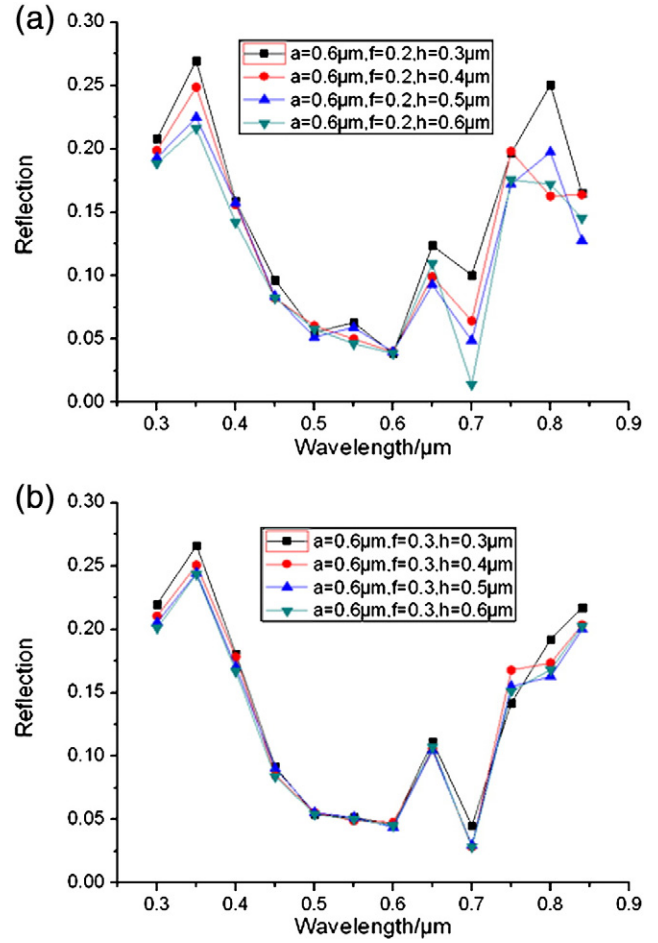 (a)
0.30
0.25
0.20
0.15
0.10
0.05
0.00
Reflection
a=0.6μm,f=0.2,h=0.3μm
a=0.6μm,f=0.2,h=0.4μm
a=0.6μm,f=0.2,h=0.5μm
a=0.6μm,f=0.2,h=0.6μm
0.3 0.4 0.5 0.6 0.7 0.8 0.9
Wavelength/μm
(b)
0.30
0.25
0.20
0.15
0.10
0.05
0.00
Reflection
a=0.6μm,f=0.3,h=0.3μm
a=0.6μm,f=0.3,h=0.4μm
a=0.6μm,f=0.3,h=0.5μm
a=0.6μm,f=0.3,h=0.6μm
0.3 0.4 0.5 0.6 0.7 0.8 0.9
Wavelength/μm